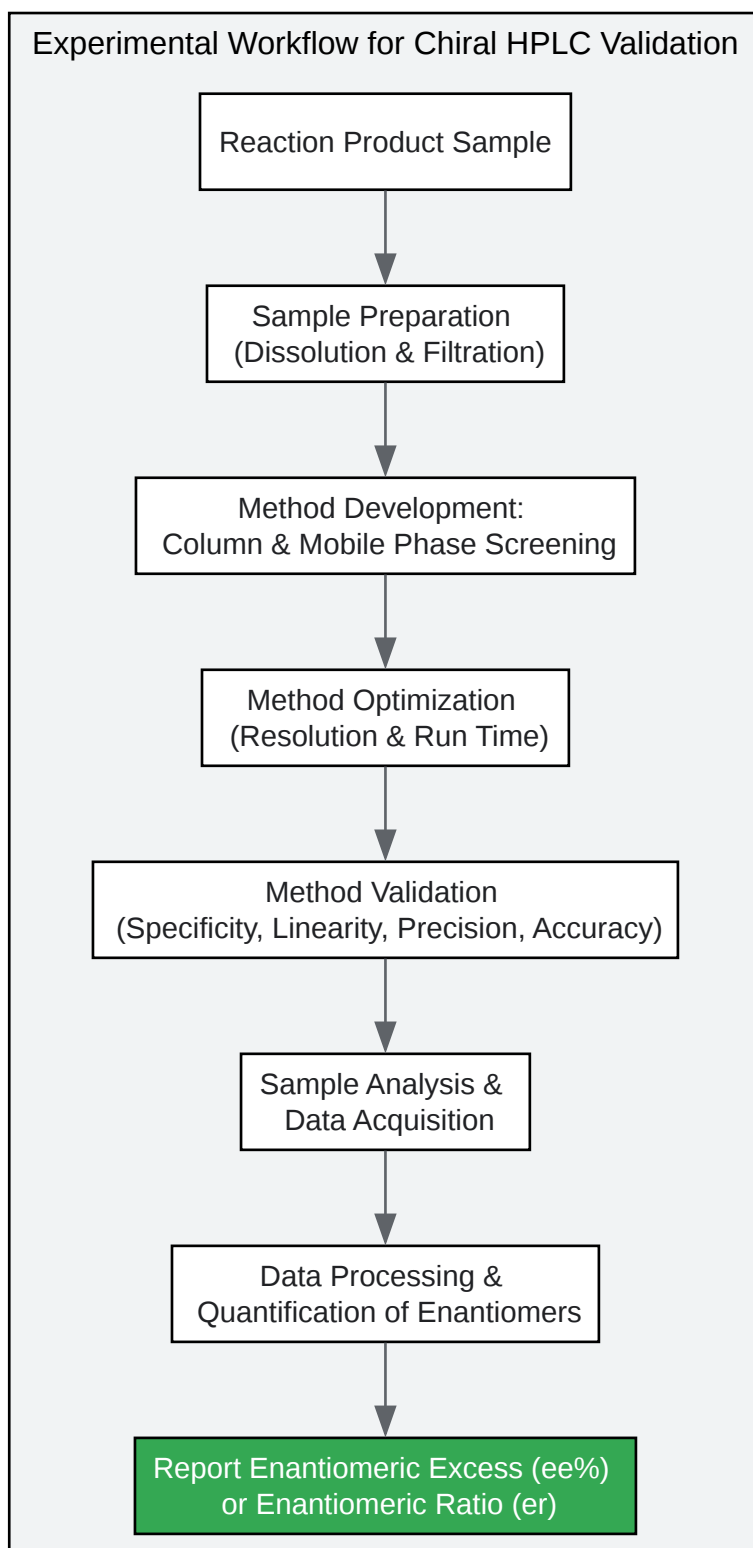 Experimental Workflow for Chiral HPLC Validation
Reaction Product Sample
Sample Preparation
(Dissolution & Filtration)
Method Development:
Column & Mobile Phase Screening
Method Optimization
(Resolution & Run Time)
Method Validation
(Specificity, Linearity, Precision, Accuracy)
Sample Analysis &
Data Acquisition
Data Processing &
Quantification of Enantiomers
Report Enantiomeric Excess (ee%)
or Enantiomeric Ratio (er)